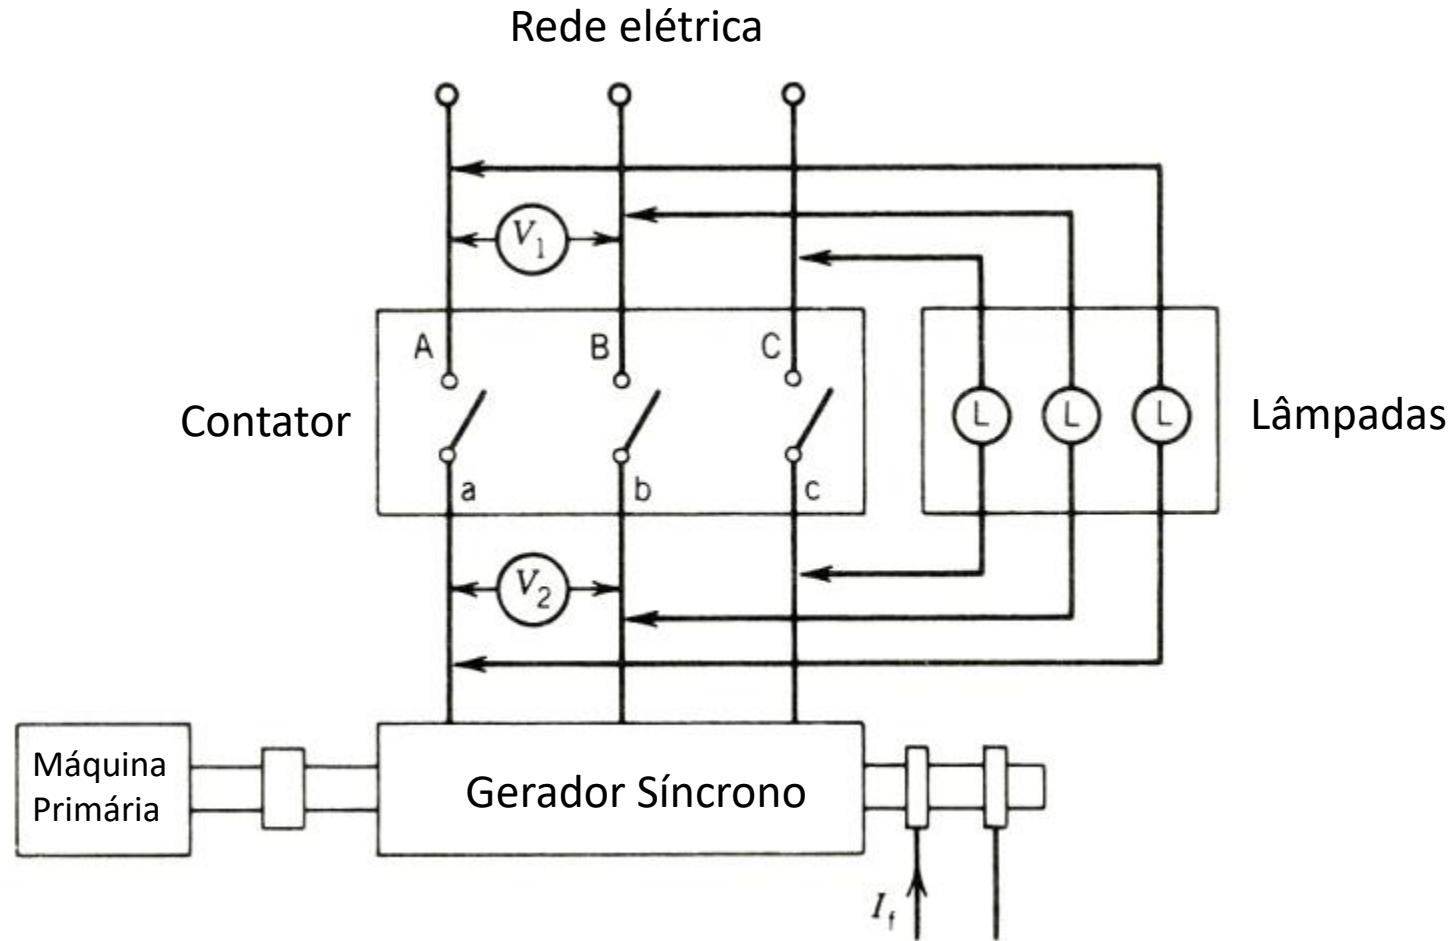 Rede elétrica
V1
A
B
C
Contator
L
L
L
Lâmpadas
a
b
c
V2
Máquina
Primária
Gerador Síncrono
If